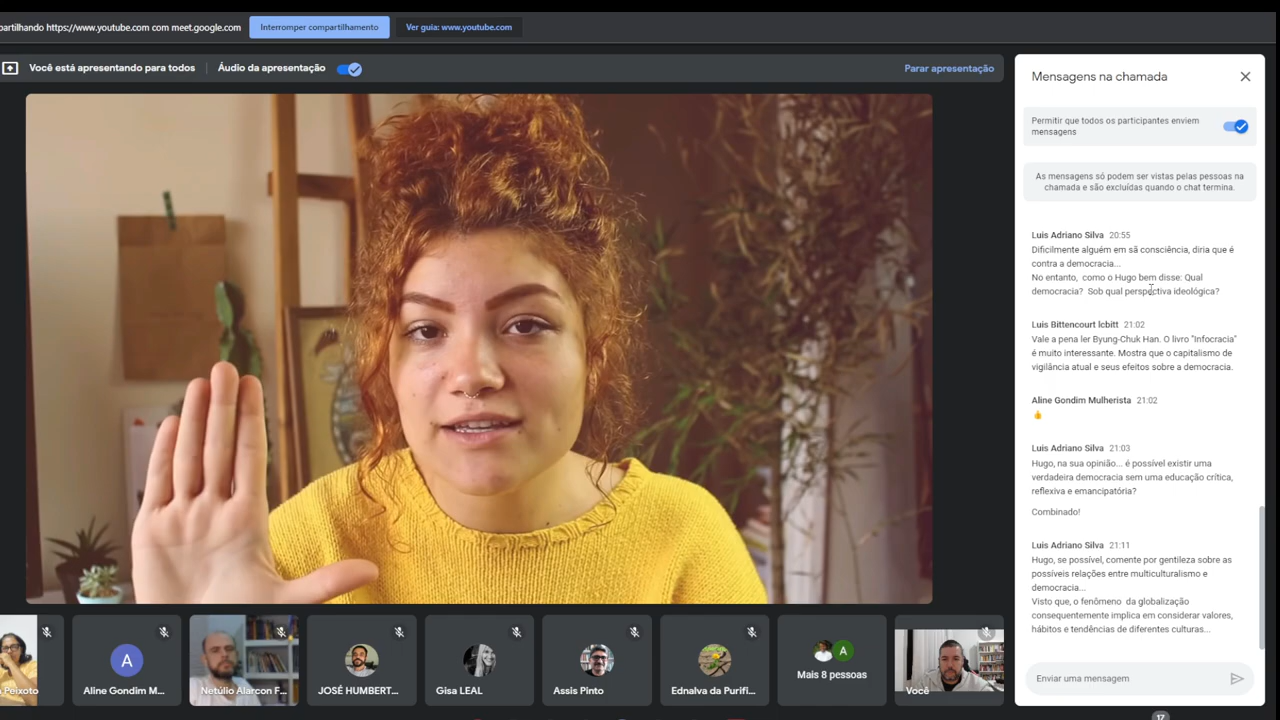 partilhando https://www.youtube.com com meet.google.com
Interromper compartilhamento
Ver guia: www.youtube.com
Você está apresentando para todos
Áudio da apresentação
Parar apresentação
Mensagens na chamada
Permitir que todos os participantes enviem
mensagens
As mensagens só podem ser vistas pelas pessoas na
chamada e são excluídas quando o chat termina.
Luis Adriano Silva 20:55
Dificilmente alguém em sã consciência, diria que é
contra a democracia...
No entanto, como o Hugo bem disse: Qual
democracia? Sob qual perspectiva ideológica?
Luis Bittencourt lcbitt 21:02
Vale a pena ler Byung-Chuk Han. O livro "Infocracia"
é muito interessante. Mostra que o capitalismo de
vigilância atual e seus efeitos sobre a democracia.
Aline Gondim Mulherista 21:02
👍
Luis Adriano Silva 21:03
Hugo, na sua opinião... é possível existir uma
verdadeira democracia sem uma educação crítica,
reflexiva e emancipatória?
Combinado!
Luis Adriano Silva 21:11
Hugo, se possível, comente por gentileza sobre as
possíveis relações entre multiculturalismo e
democracia...
Visto que, o fenômeno da globalização
consequentemente implica em considerar valores,
hábitos e tendências de diferentes culturas...
Enviar uma mensagem
Peixoto
A
Aline Gondim M...
Netúlio Alarcon F...
JOSÉ HUMBERT...
Gisa LEAL
Assis Pinto
Ednalva da Purifi...
A
Mais 8 pessoas
Você
17